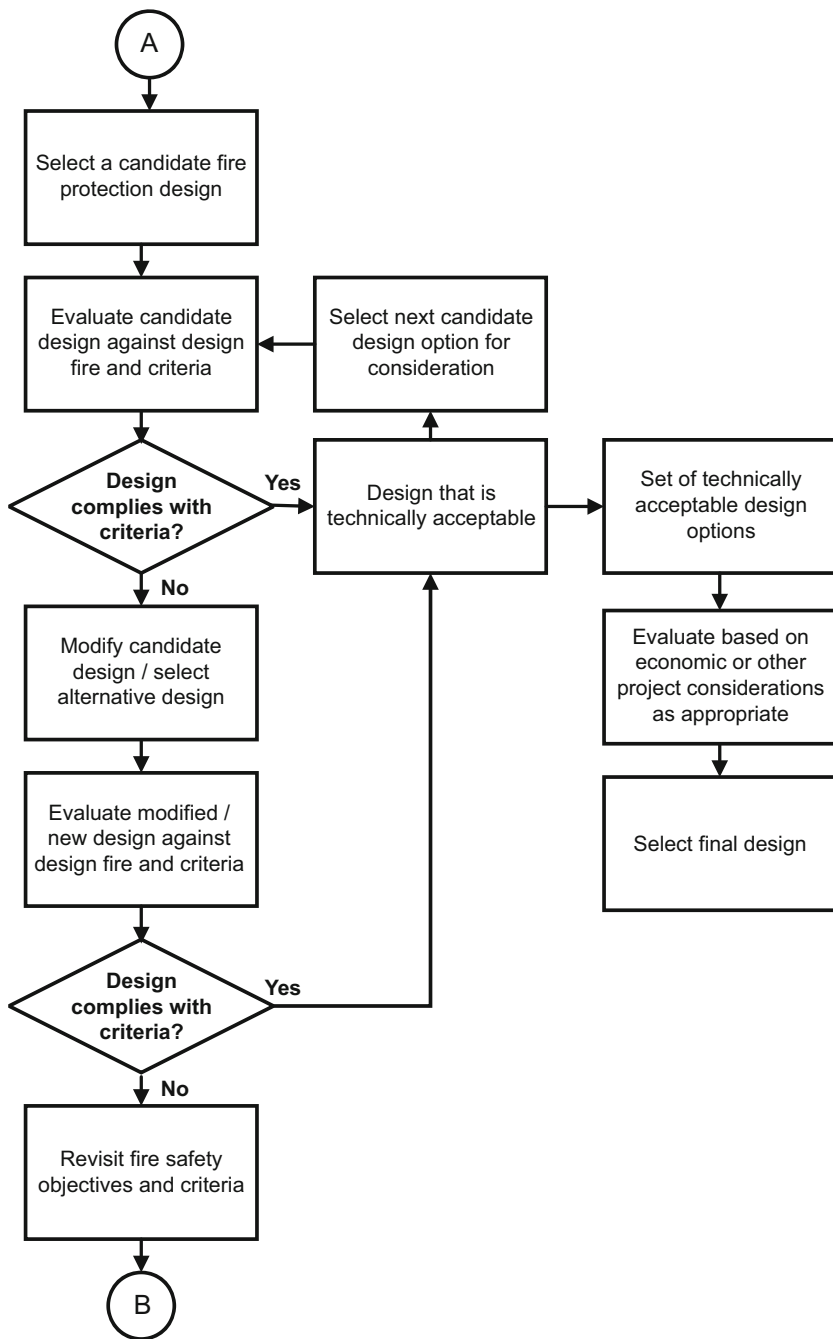 A
Select a candidate fire
protection design
Evaluate candidate
design against design
fire and criteria
Select next candidate
design option for
consideration
Design
complies with
criteria?
Yes
Design that is
technically acceptable
Set of technically
acceptable design
options
No
Modify candidate
design / select
alternative design
Evaluate based on
economic or other
project considerations
as appropriate
Evaluate modified /
new design against
design fire and criteria
Select final design
Design
complies with
criteria?
Yes
No
Revisit fire safety
objectives and criteria
B